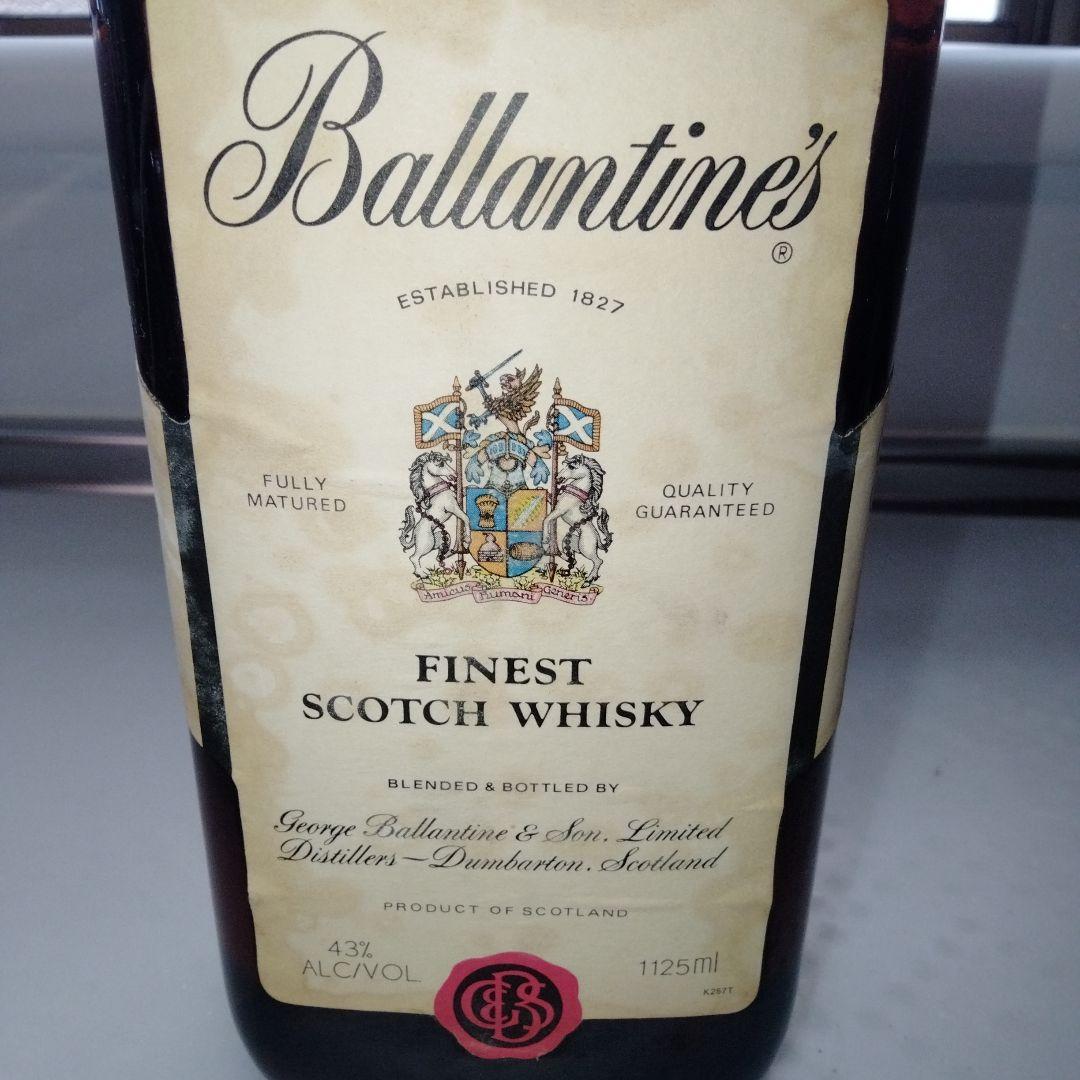 Ballantine's
®
ESTABLISHED 1827
FULLY
MATURED
QUALITY
GUARANTEED
Amicus Humani Generis
FINEST
SCOTCH WHISKY
BLENDED & BOTTLED BY
George Ballantine & Son. Limited
Distillers — Dumbarton. Scotland
PRODUCT OF SCOTLAND
43%
ALC/VOL
1125ml
K257T
GBS